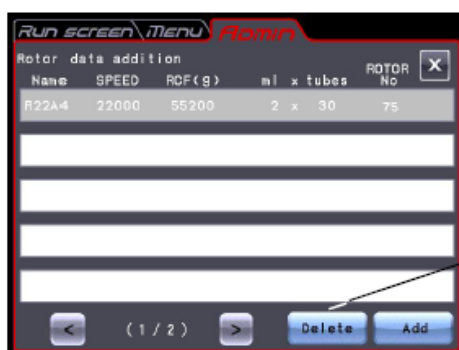 Run screen Menu Admin
Rotor data addition
Name SPEED RCF(g) ml x tubes ROTOR No X
R22A4 22000 55200 2 x 30 75
< (1/2) > Delete Add